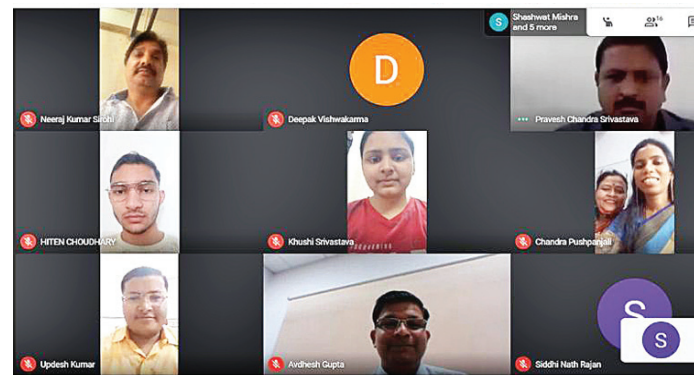 S
Shashwat Mishra
and 5 more
16
Neeraj Kumar Sirohi
D
Deepak Vishwakarma
Pravesh Chandra Srivastava
HITEN CHOUDHARY
Khushi Srivastava
Chandra Pushpanjali
Updesh Kumar
Avdhesh Gupta
S
Siddhi Nath Rajan
S